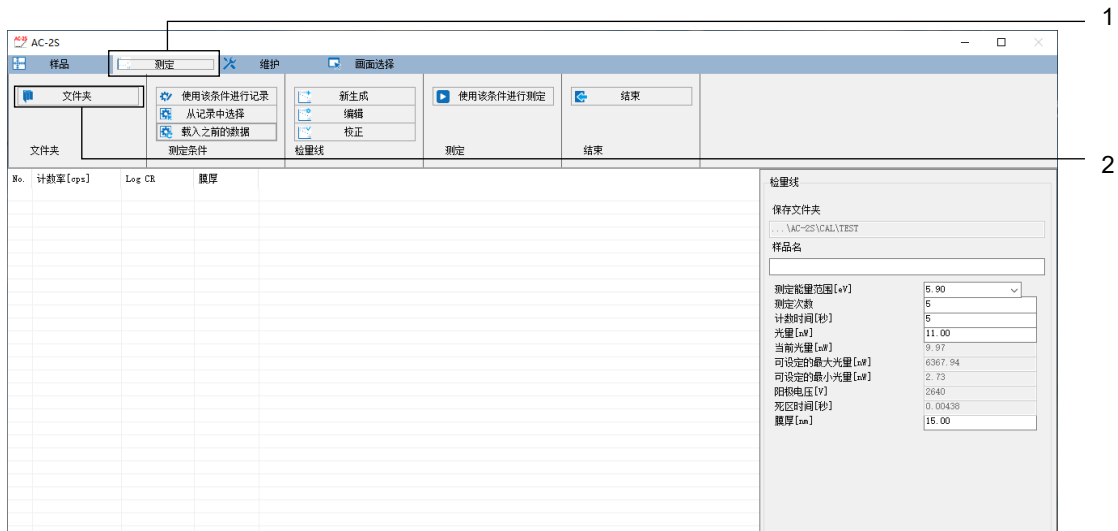 1
AC-2S
样品 测定 维护 画面选择
文件夹 使用该条件进行记录 新生成 使用该条件进行测定 结束
从记录中选择 编辑
载入之前的数据 校正
文件夹 测定条件 检量线 测定 结束
2
No. 计数率[cps] Log CR 膜厚
检量线
保存文件夹
...\AC-2S\CAL\TEST
样品名
测定能量范围[eV] 5.90
测定次数 5
计数时间[秒] 5
光量[nW] 11.00
当前光量[nW] 9.97
可设定的最大光量[nW] 6367.94
可设定的最小光量[nW] 2.73
阳极电压[V] 2640
死区时间[秒] 0.00438
膜厚[nm] 15.00